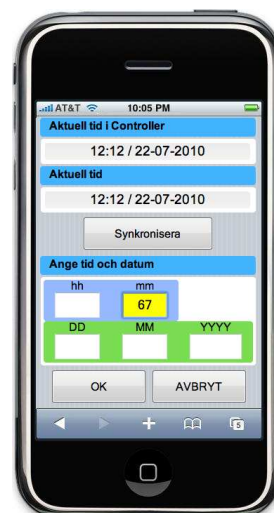 AT&T 10:05 PM
Aktuell tid i Controller
12:12 / 22-07-2010
Aktuell tid
12:12 / 22-07-2010
Synkronisera
Ange tid och datum
hh mm
67
DD MM YYYY
OK AVBRYT
5